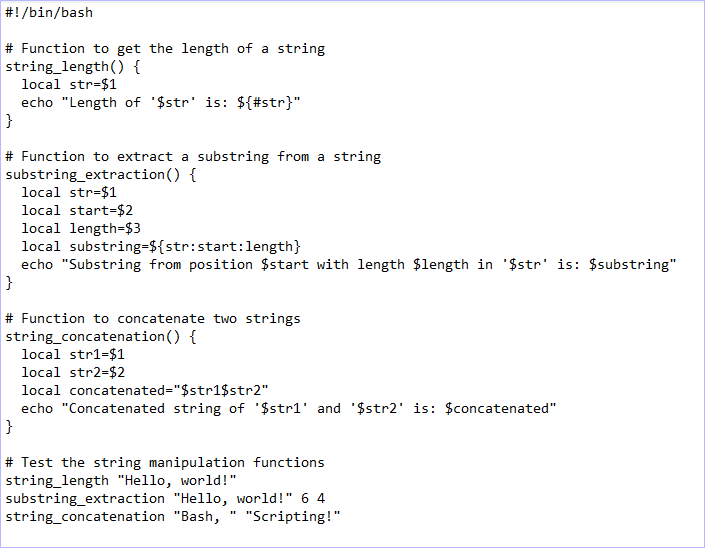 #!/bin/bash

# Function to get the length of a string
string_length() {
  local str=$1
  echo "Length of '$str' is: ${#str}"
}

# Function to extract a substring from a string
substring_extraction() {
  local str=$1
  local start=$2
  local length=$3
  local substring=${str:start:length}
  echo "Substring from position $start with length $length in '$str' is: $substring"
}

# Function to concatenate two strings
string_concatenation() {
  local str1=$1
  local str2=$2
  local concatenated="$str1$str2"
  echo "Concatenated string of '$str1' and '$str2' is: $concatenated"
}

# Test the string manipulation functions
string_length "Hello, world!"
substring_extraction "Hello, world!" 6 4
string_concatenation "Bash, " "Scripting!"